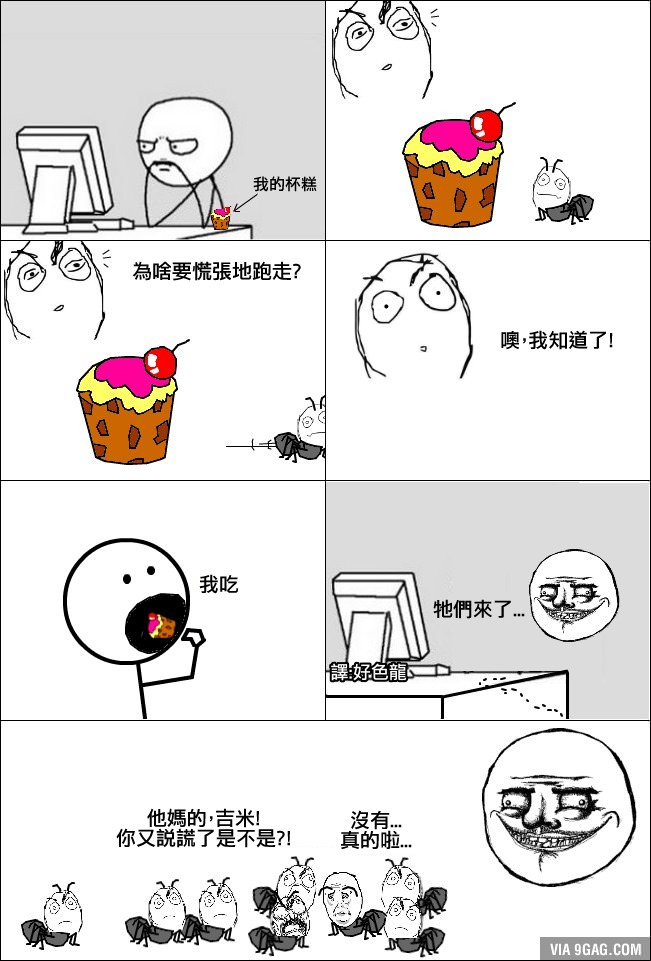 我的杯糕
為啥要慌張地跑走?
噢,我知道了!
我吃
牠們來了...
譯:好色龍
他媽的,吉米!
你又説謊了是不是?!
沒有...
真的啦...
VIA 9GAG.COM